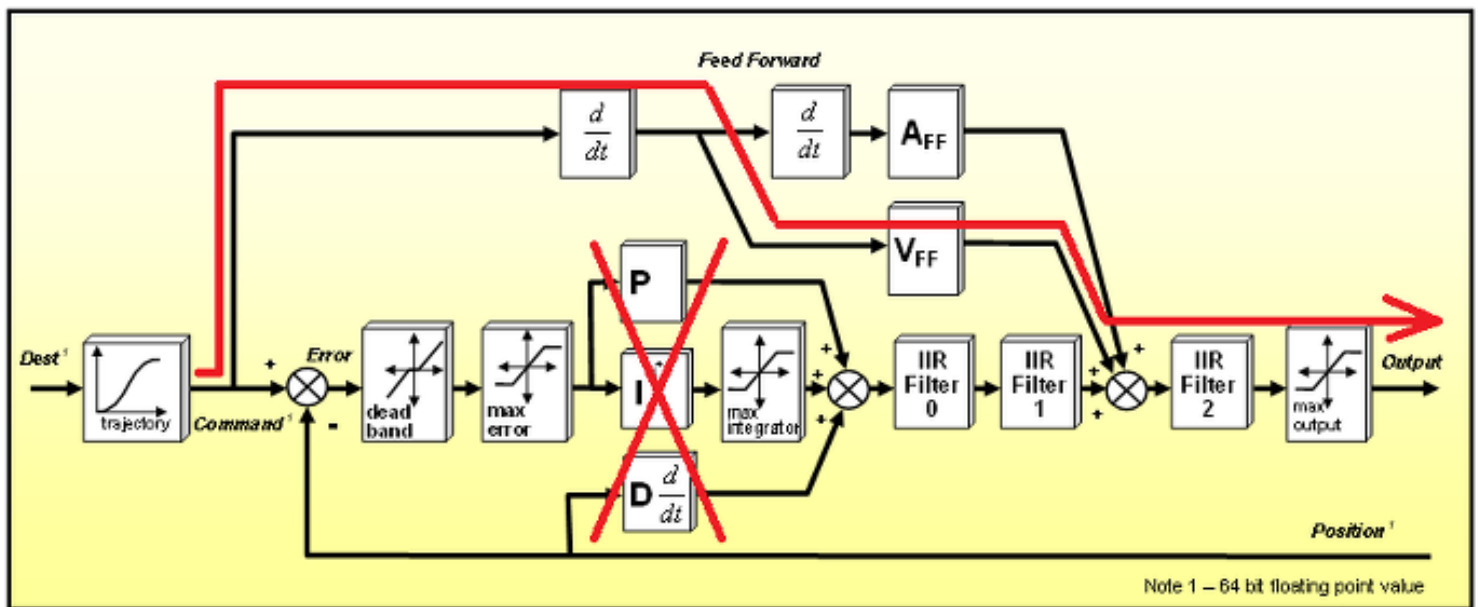 Feed Forward
d
dt
d
dt
A FF
V FF
P
Dest 1
trajectory
Command 1
+
-
Error
dead
band
max
error
I
+
max
integrator
D d
dt
+
+
+
IIR
Filter
0
IIR
Filter
1
+
+
+
IIR
Filter
2
max
output
Output
Position 1
Note 1 – 64 bit floating point value